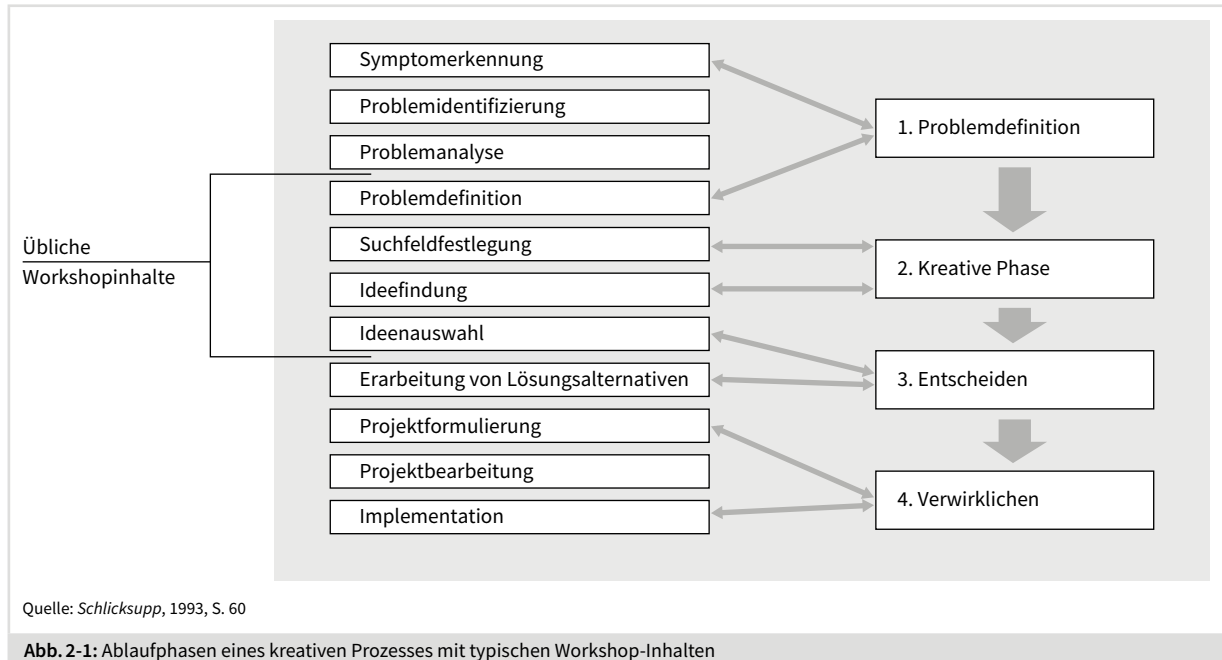 Symptomerkennung
Problemidentifizierung
Problemanalyse
Problemdefinition
Suchfeldfestlegung
Ideefindung
Ideenauswahl
Erarbeitung von Lösungsalternativen
Projektformulierung
Projektbearbeitung
Implementation
Übliche
Workshopinhalte
1. Problemdefinition
2. Kreative Phase
3. Entscheiden
4. Verwirklichen
Quelle: Schlicksupp, 1993, S. 60
Abb. 2-1: Ablaufphasen eines kreativen Prozesses mit typischen Workshop-Inhalten